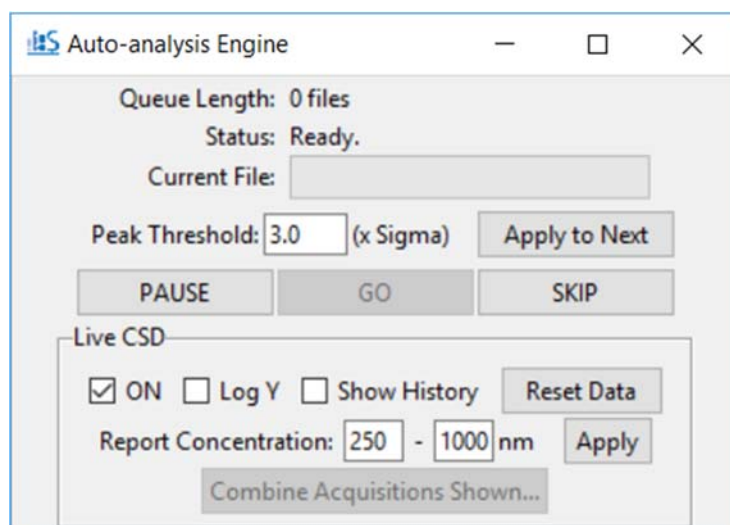 Auto-analysis Engine
Queue Length: 0 files
Status: Ready.
Current File:
Peak Threshold: 3.0 (x Sigma) Apply to Next
PAUSE GO SKIP
Live CSD
ON Log Y Show History Reset Data
Report Concentration: 250 - 1000 nm Apply
Combine Acquisitions Shown...